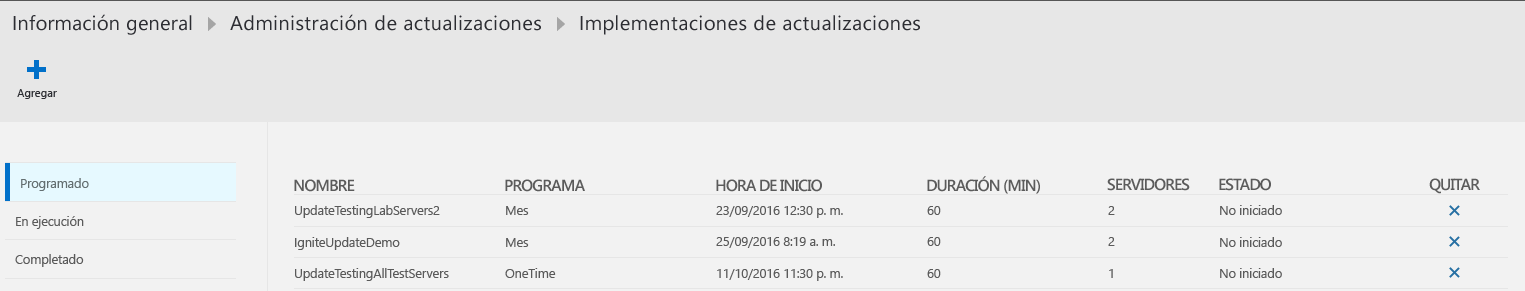 Información general Administración de actualizaciones Implementaciones de actualizaciones
Agregar
Programado
En ejecución
Completado
NOMBRE PROGRAMA HORA DE INICIO DURACIÓN (MIN) SERVIDORES ESTADO QUITAR
UpdateTestingLabServers2 Mes 23/09/2016 12:30 p. m. 60 2 No iniciado
IgniteUpdateDemo Mes 25/09/2016 8:19 a. m. 60 2 No iniciado
UpdateTestingAllTestServers OneTime 11/10/2016 11:30 p. m. 60 1 No iniciado